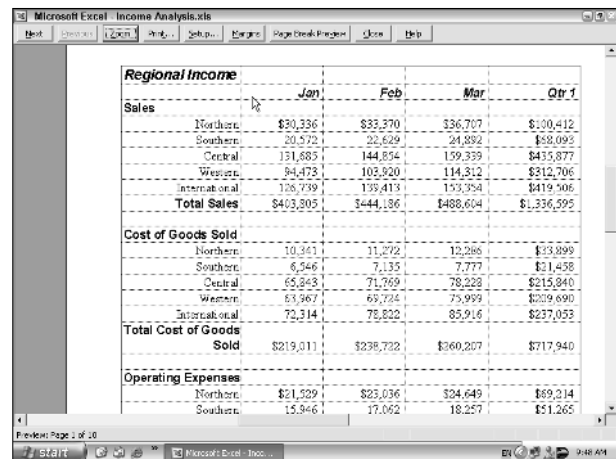 Microsoft Excel - Income Analysis.xls
Next Previous Zoom Print... Setup... Margins Page Break Preview Close Help
Regional Income
Jan Feb Mar Qtr 1
Sales
Northern $30,336 $33,370 $36,707 $100,412
Southern 20,572 22,629 24,892 $68,093
Central 131,685 144,854 159,339 $435,877
Western 94,473 103,920 114,312 $312,706
International 126,739 139,413 153,354 $419,506
Total Sales $403,805 $444,186 $488,604 $1,336,595
Cost of Goods Sold
Northern 10,341 11,272 12,286 $33,899
Southern 6,546 7,135 7,777 $21,458
Central 65,843 71,769 78,228 $215,840
Western 63,967 69,724 75,999 $209,690
International 72,314 78,822 85,916 $237,053
Total Cost of Goods
Sold $219,011 $238,722 $260,207 $717,940
Operating Expenses
Northern $21,529 $23,036 $24,649 $69,214
Southern 15,946 17,062 18,257 $51,265
Preview: Page 1 of 10
start Microsoft Excel - Inco... EN 9:48 AM